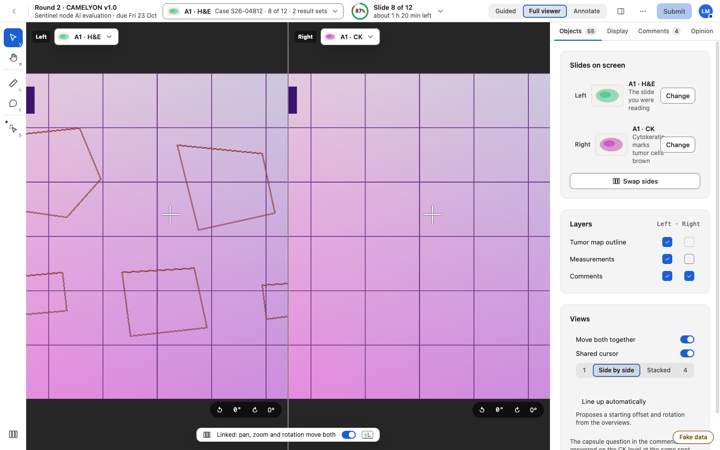 Round 2 · CAMELYON v1.0
Sentinel node AI evaluation · due Fri 23 Oct
A1 · H&E Case S26-04812 · 8 of 12 · 2 result sets
87%
Slide 8 of 12
about 1 h 20 min left
Guided
Full viewer
Annotate
Submit
LM
Left
A1 · H&E
Right
A1 · CK
Objects 55
Display
Comments 4
Opinion
V
H
L
C
S
Slides on screen
Left
A1 · H&E
The slide
you were
reading
Change
Right
A1 · CK
Cytokeratin
marks
tumor cells
brown
Change
Swap sides
Layers
Left · Right
Tumor map outline
Measurements
Comments
Views
Move both together
Shared cursor
1
Side by side
Stacked
4
Line up automatically
Proposes a starting offset and rotation
from the overviews.
The capsule question in the comment
answered on the CK level at the same spot
Fake data
0°
0°
0°
0°
Linked: pan, zoom and rotation move both